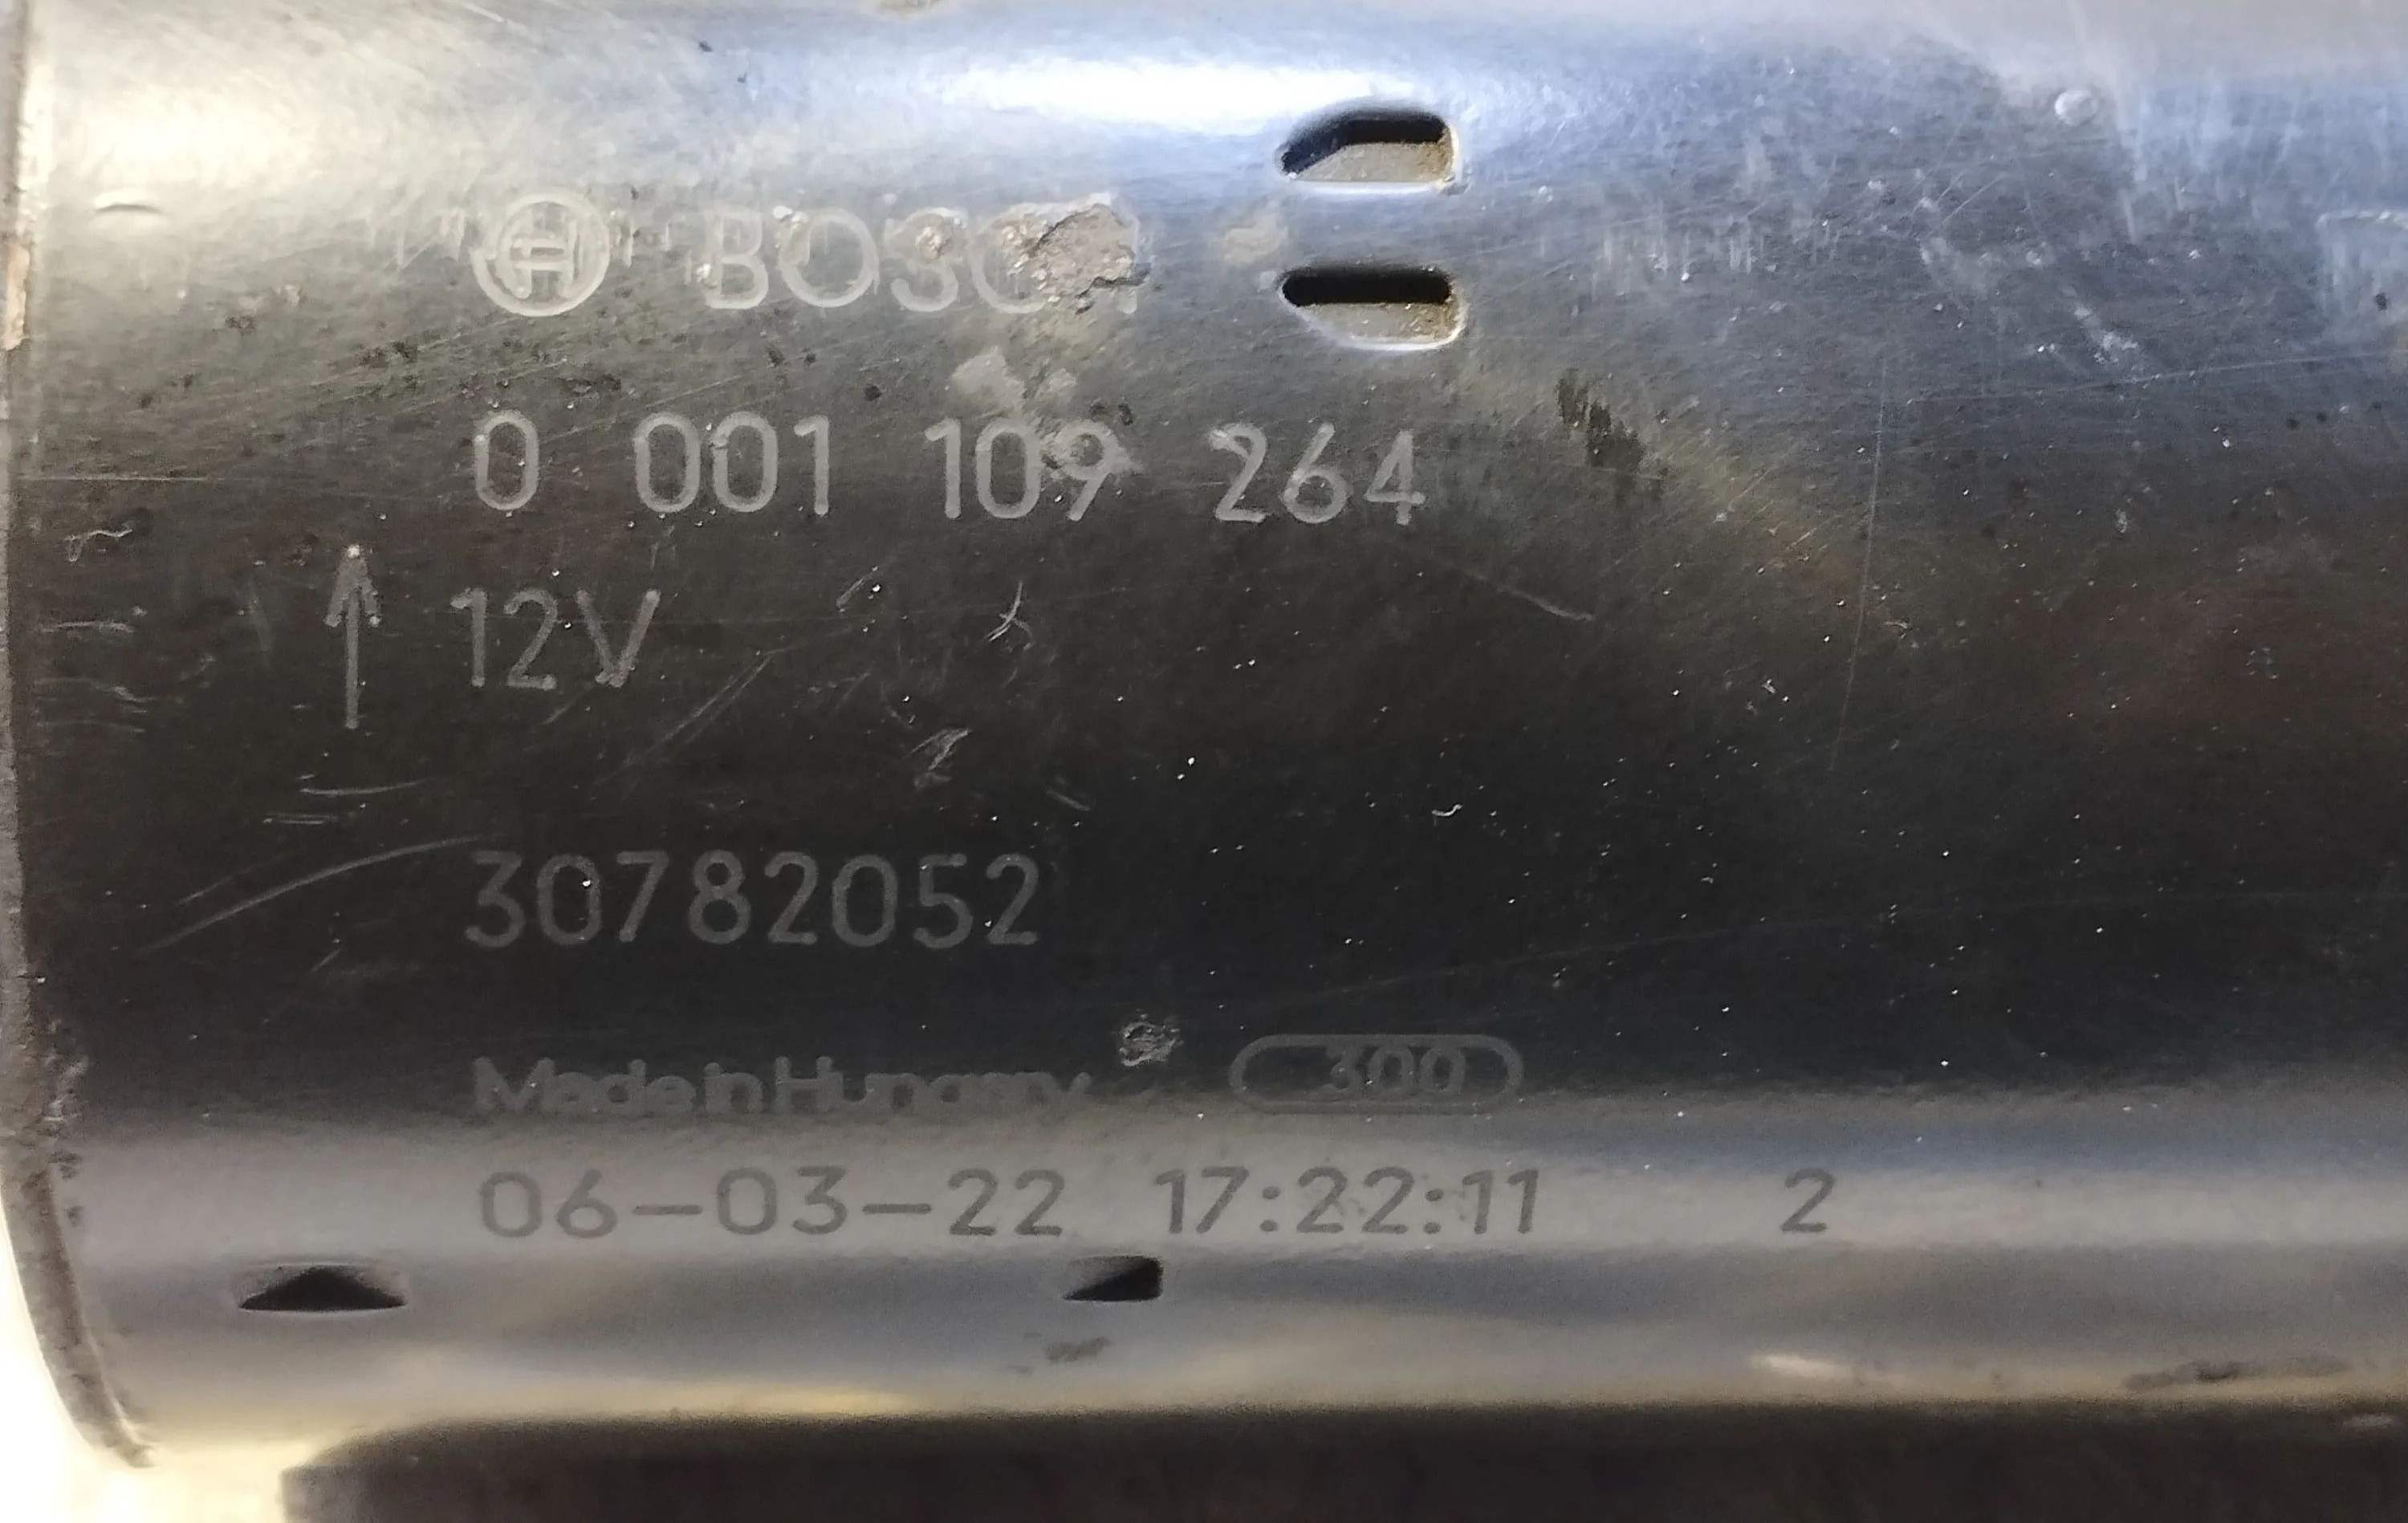 BOSCH
0 001 109 264
12V
30782052
Made in Hungary 300
06-03-22 17:22:11 2